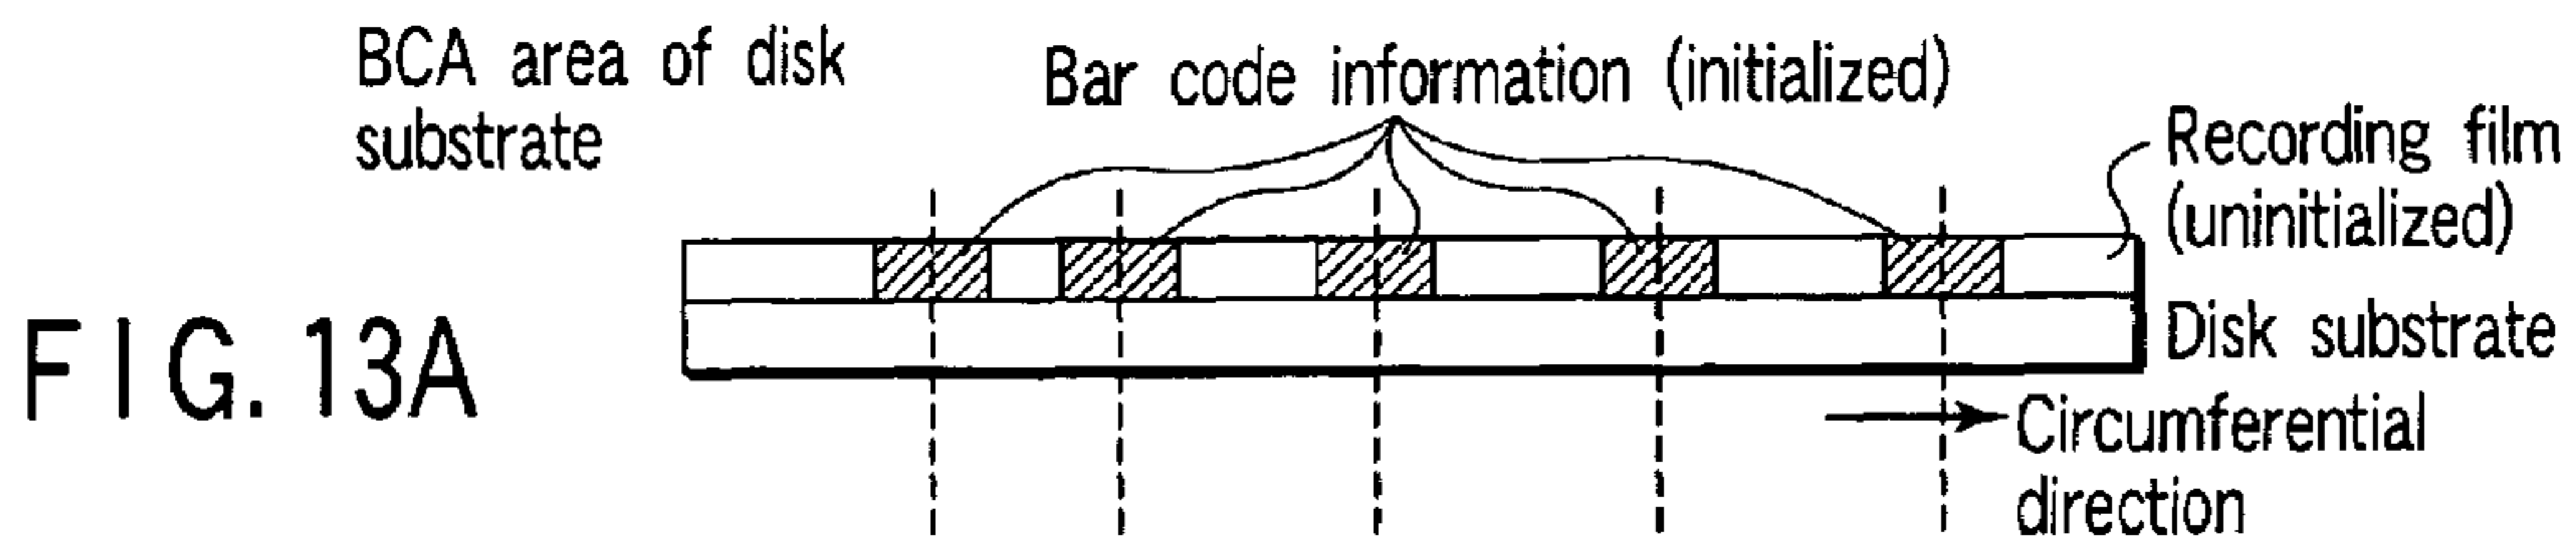 BCA area of disk
substrate
Bar code information (initialized)
Recording film
(uninitialized)
Disk substrate
Circumferential
direction
FIG. 13A